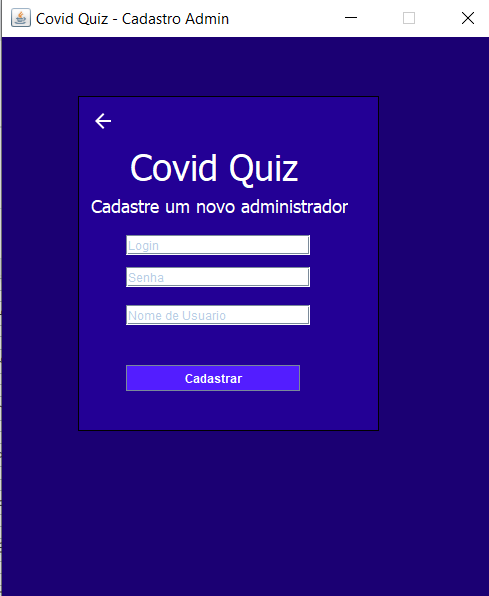 Covid Quiz - Cadastro Admin
Covid Quiz
Cadastre um novo administrador
Login
Senha
Nome de Usuario
Cadastrar